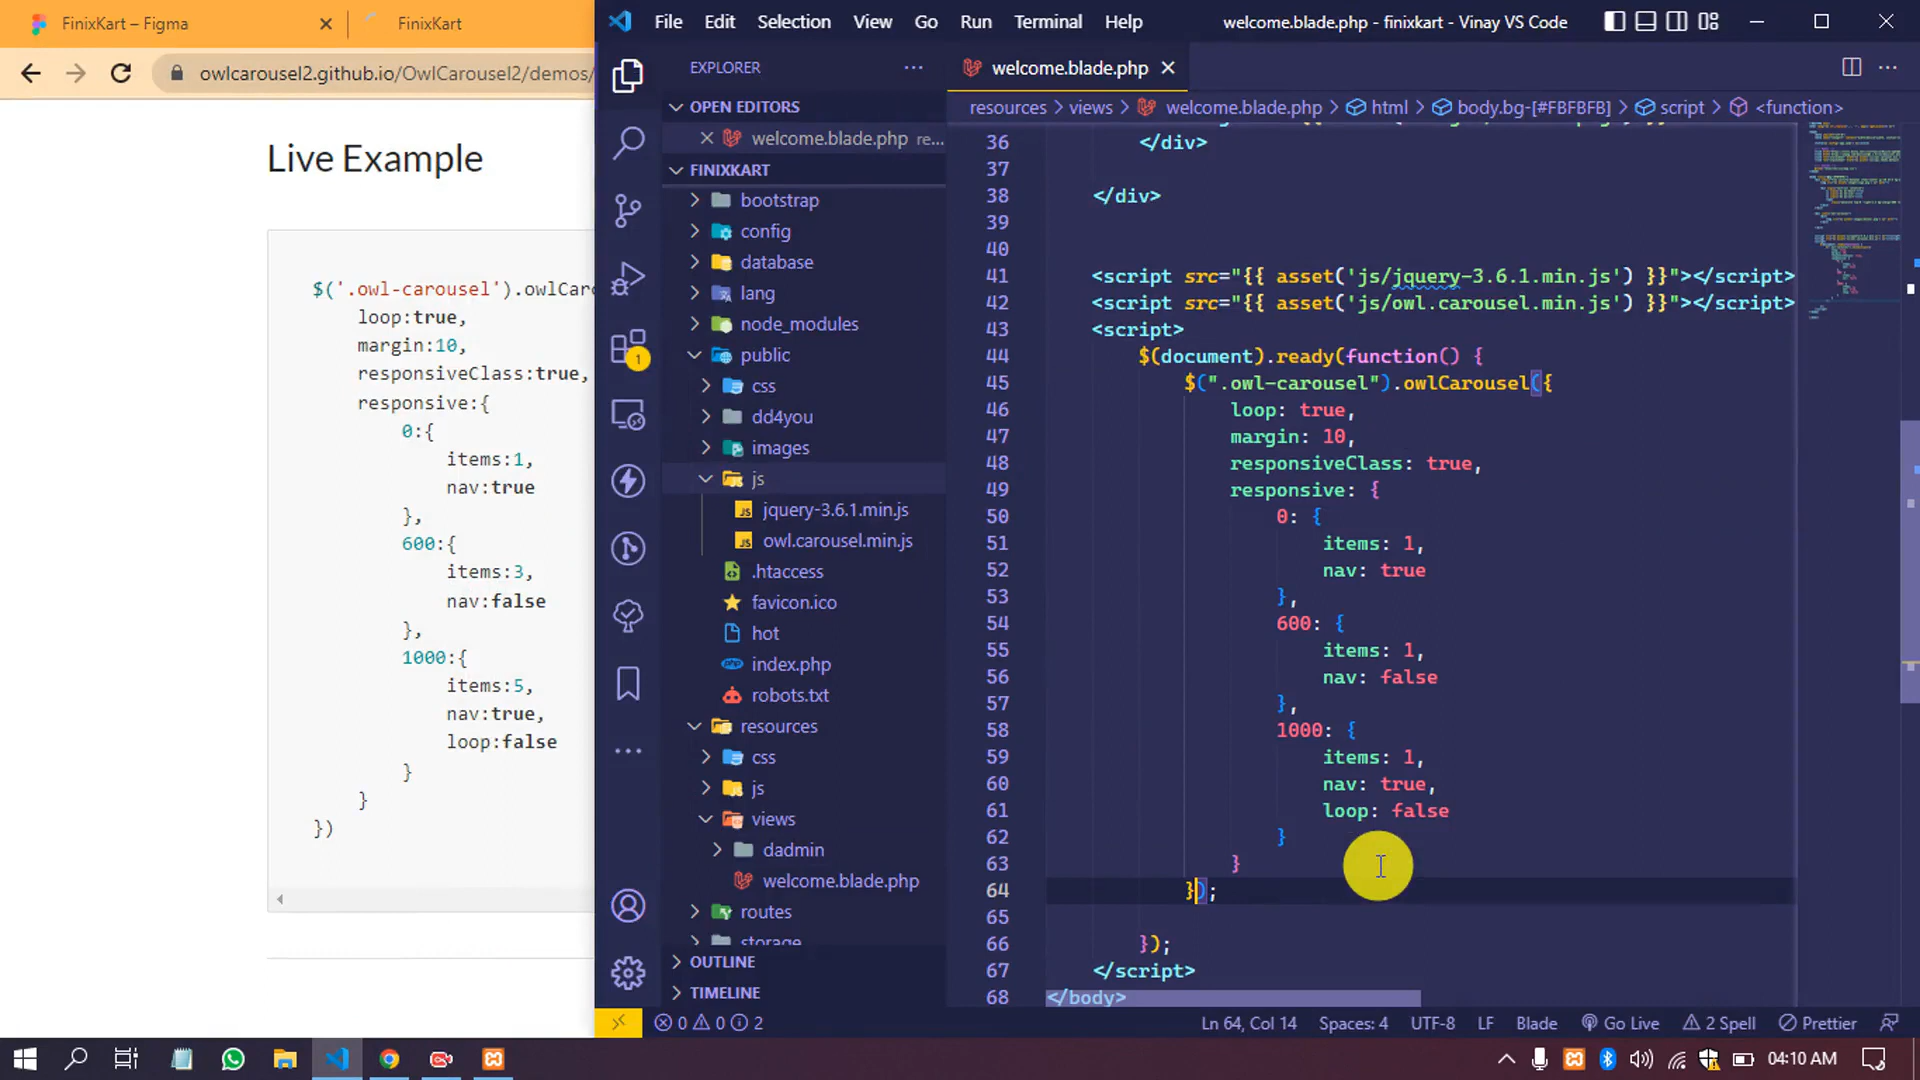 FinixKart – Figma
FinixKart
owlcarousel2.github.io/OwlCarousel2/demos/
Live Example
$('.owl-carousel').owlCaro
loop:true,
margin:10,
responsiveClass:true,
responsive:{
0:{
items:1,
nav:true
},
600:{
items:3,
nav:false
},
1000:{
items:5,
nav:true,
loop:false
}
}
})
File Edit Selection View Go Run Terminal Help
welcome.blade.php - finixkart - Vinay VS Code
EXPLORER
OPEN EDITORS
welcome.blade.php re...
FINIXKART
bootstrap
config
database
lang
node_modules
public
css
dd4you
images
js
jquery-3.6.1.min.js
owl.carousel.min.js
.htaccess
favicon.ico
hot
index.php
robots.txt
resources
css
js
views
dadmin
welcome.blade.php
routes
storage
OUTLINE
TIMELINE
1
welcome.blade.php
resources > views > welcome.blade.php > html > body.bg-[#FBFBFB] > script > <function>
36 </div>
37
38 </div>
39
40
41 <script src="{{ asset('js/jquery-3.6.1.min.js') }}"></script>
42 <script src="{{ asset('js/owl.carousel.min.js') }}"></script>
43 <script>
44 $(document).ready(function() {
45 $(".owl-carousel").owlCarousel({
46 loop: true,
47 margin: 10,
48 responsiveClass: true,
49 responsive: {
50 0: {
51 items: 1,
52 nav: true
53 },
54 600: {
55 items: 1,
56 nav: false
57 },
58 1000: {
59 items: 1,
60 nav: true,
61 loop: false
62 }
63 }
64 });
65
66 });
67 </script>
68 </body>
0 0 2
Ln 64, Col 14 Spaces: 4 UTF-8 LF Blade Go Live 2 Spell Prettier
04:10 AM